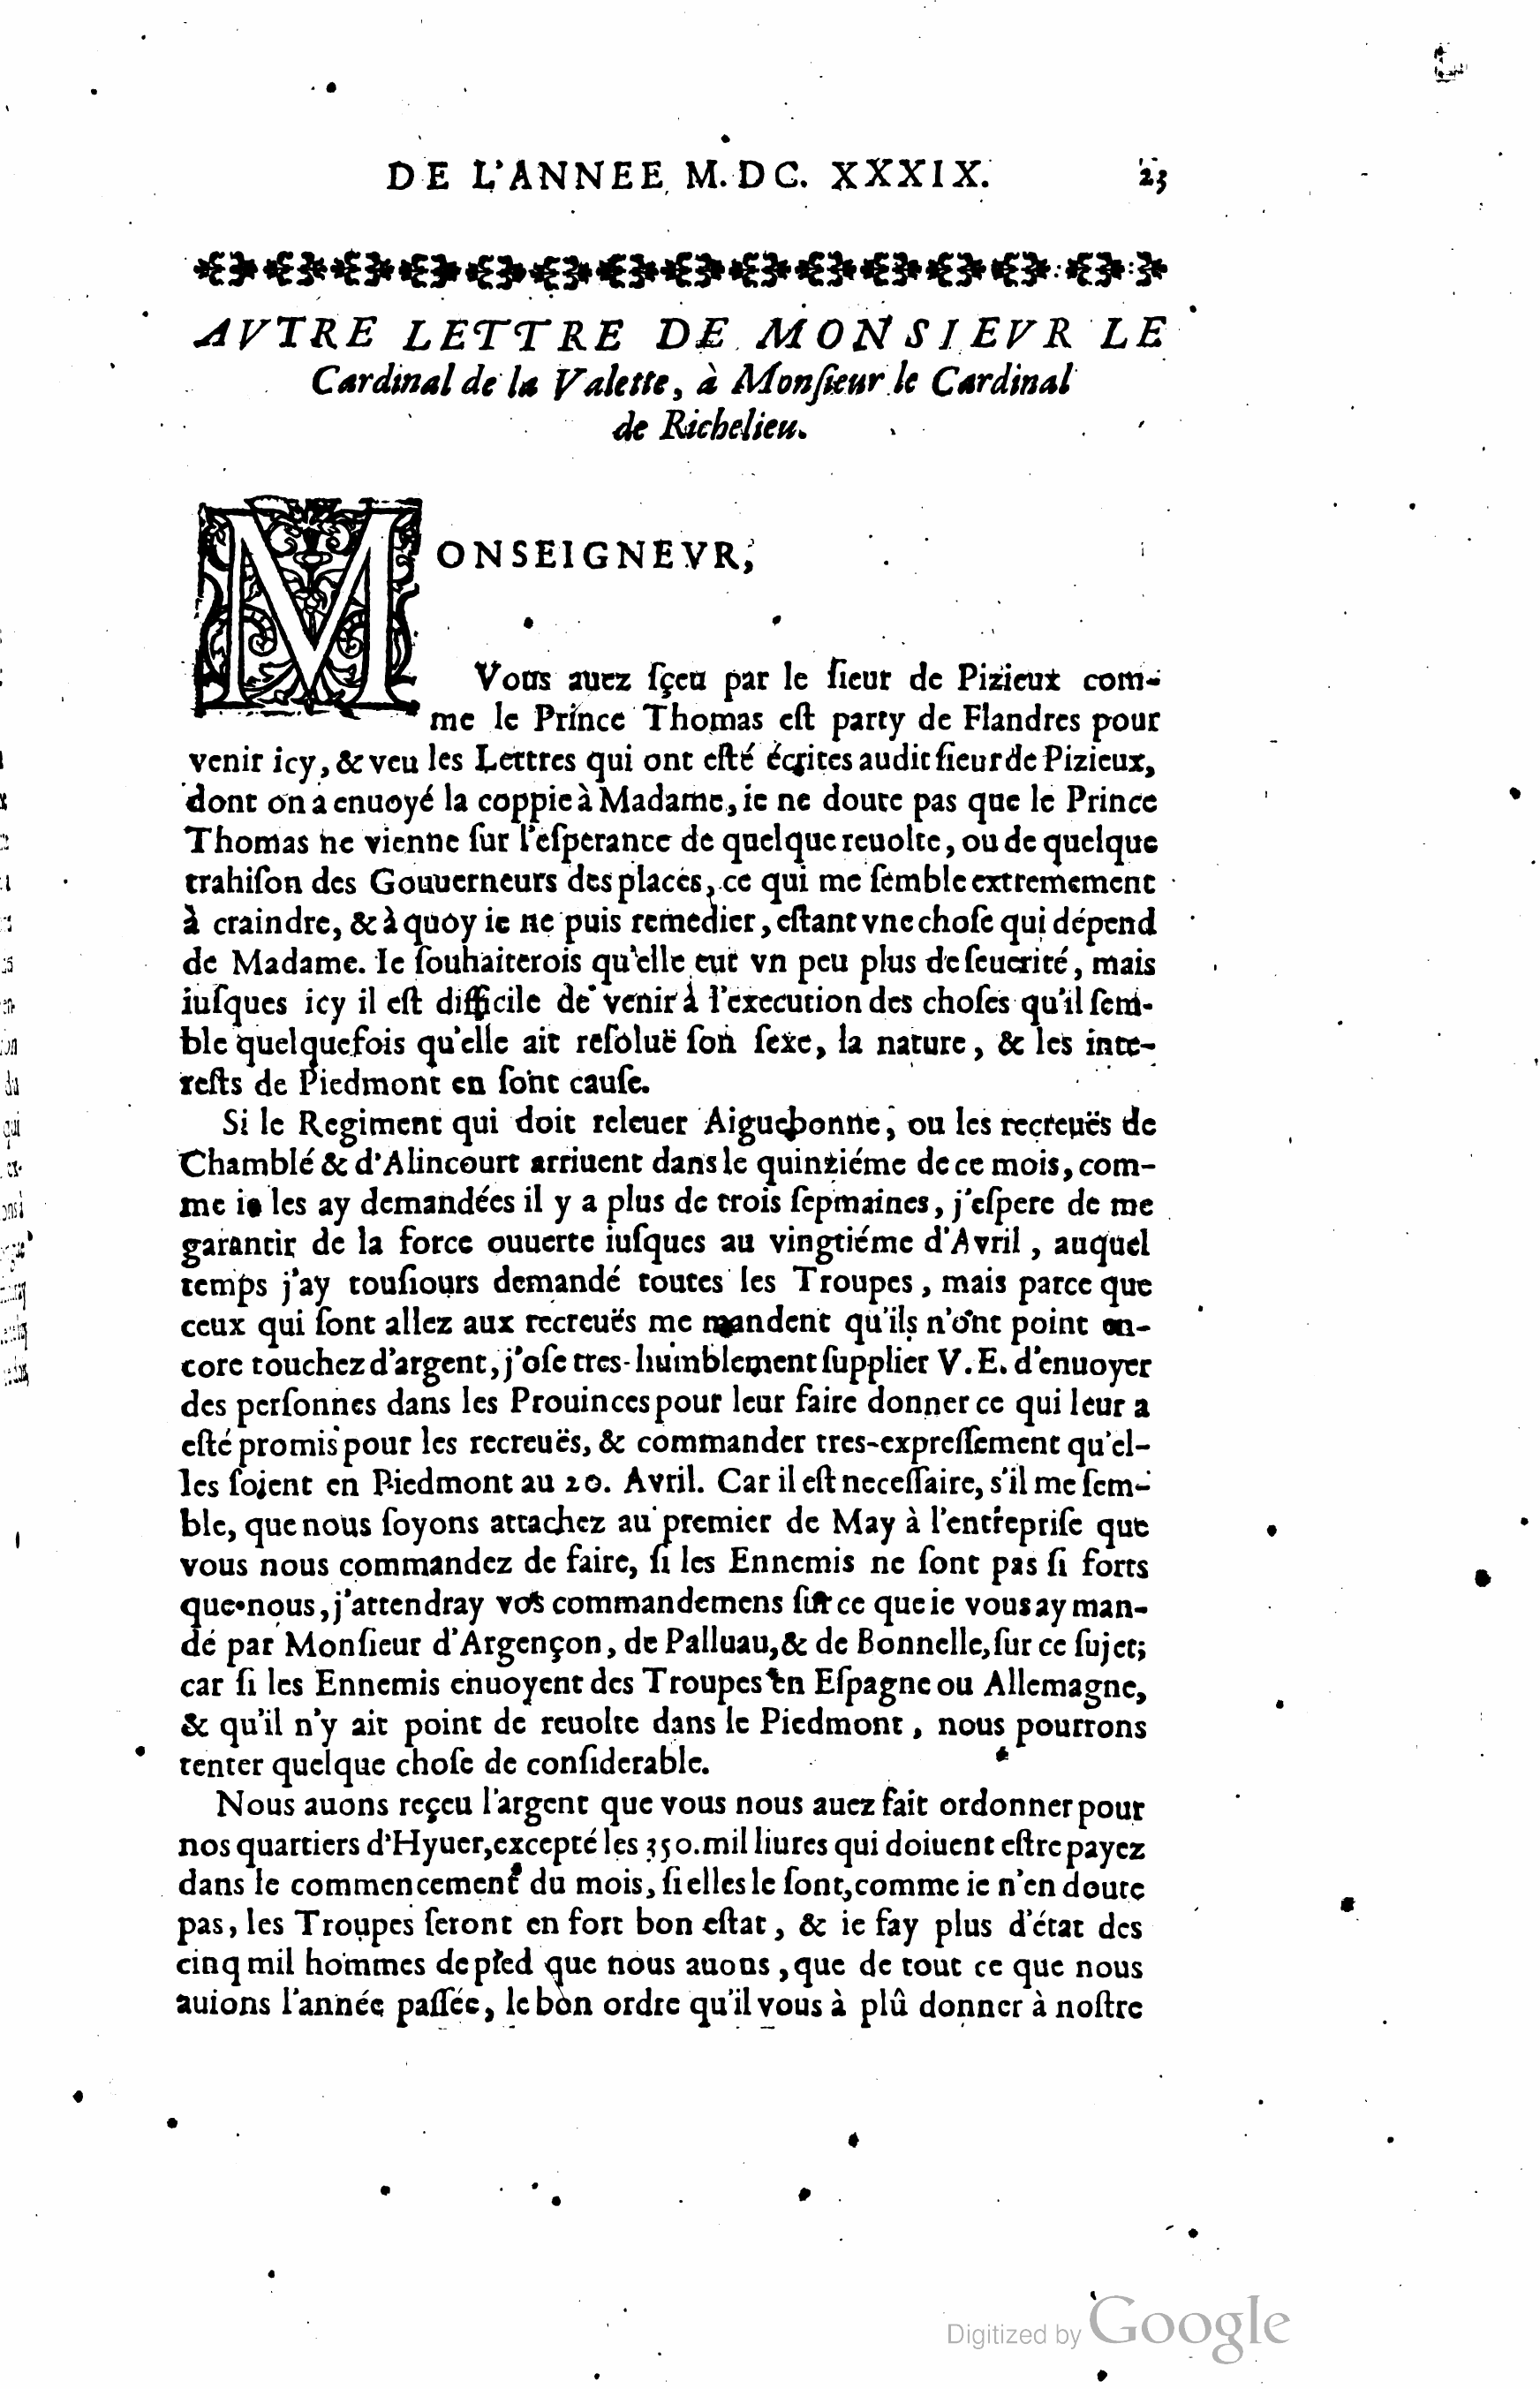 DE L'ANNEE M.DC. XXXIX. 23
AVTRE LETTRE DE MONSIEVR LE
Cardinal de la Valette, à Monſieur le Cardinal
de Richelieu.
MONSEIGNEVR,
Vous auez ſçeu par le ſieur de Pizieux com-
me le Prince Thomas eſt party de Flandres pour
venir icy, & veu les Lettres qui ont eſté écrites audit ſieur de Pizieux,
dont on a enuoyé la coppie à Madame, ie ne doute pas que le Prince
Thomas ne vienne ſur l'eſperance de quelque reuolte, ou de quelque
trahiſon des Gouuerneurs des places, ce qui me ſemble extremement
à craindre, & à quoy ie ne puis remedier, eſtant vne choſe qui dépend
de Madame. Ie ſouhaiterois qu'elle eut vn peu plus de ſeuerité, mais
iuſques icy il eſt difficile de venir à l'execution des choſes qu'il ſem-
ble quelquefois qu'elle ait reſoluë ſon ſexe, la nature, & les inte-
reſts de Piedmont en ſont cauſe.
Si le Regiment qui doit releuer Aiguebonne, ou les recreuës de
Chamblé & d'Alincourt arriuent dans le quinziéme de ce mois, com-
me ie les ay demandées il y a plus de trois ſepmaines, j'eſpere de me
garantir de la force ouuerte iuſques au vingtiéme d'Avril, auquel
temps j'ay touſiours demandé toutes les Troupes, mais parce que
ceux qui ſont allez aux recreuës me mandent qu'ils n'ont point en-
core touchez d'argent, j'oſe tres-humblement ſupplier V. E. d'enuoyer
des perſonnes dans les Prouinces pour leur faire donner ce qui leur a
eſté promis pour les recreuës, & commander tres-expreſſement qu'el-
les ſoient en Piedmont au 20. Avril. Car il eſt neceſſaire, s'il me ſem-
ble, que nous ſoyons attachez au premier de May à l'entrepriſe que
vous nous commandez de faire, ſi les Ennemis ne ſont pas ſi forts
que nous, j'attendray vos commandemens ſur ce que ie vous ay man-
dé par Monſieur d'Argençon, de Palluau, & de Bonnelle, ſur ce ſujet;
car ſi les Ennemis enuoyent des Troupes en Eſpagne ou Allemagne,
& qu'il n'y ait point de reuolte dans le Piedmont, nous pourrons
tenter quelque choſe de conſiderable.
Nous auons reçeu l'argent que vous nous auez fait ordonner pour
nos quartiers d'Hyuer, excepté les 350. mil liures qui doiuent eſtre payez
dans le commencement du mois, ſi elles le ſont, comme ie n'en doute
pas, les Troupes ſeront en fort bon eſtat, & ie fay plus d'état des
cinq mil hommes de pied que nous auons, que de tout ce que nous
auions l'année paſſée, le bon ordre qu'il vous à plû donner à noſtre
Digitized by Google